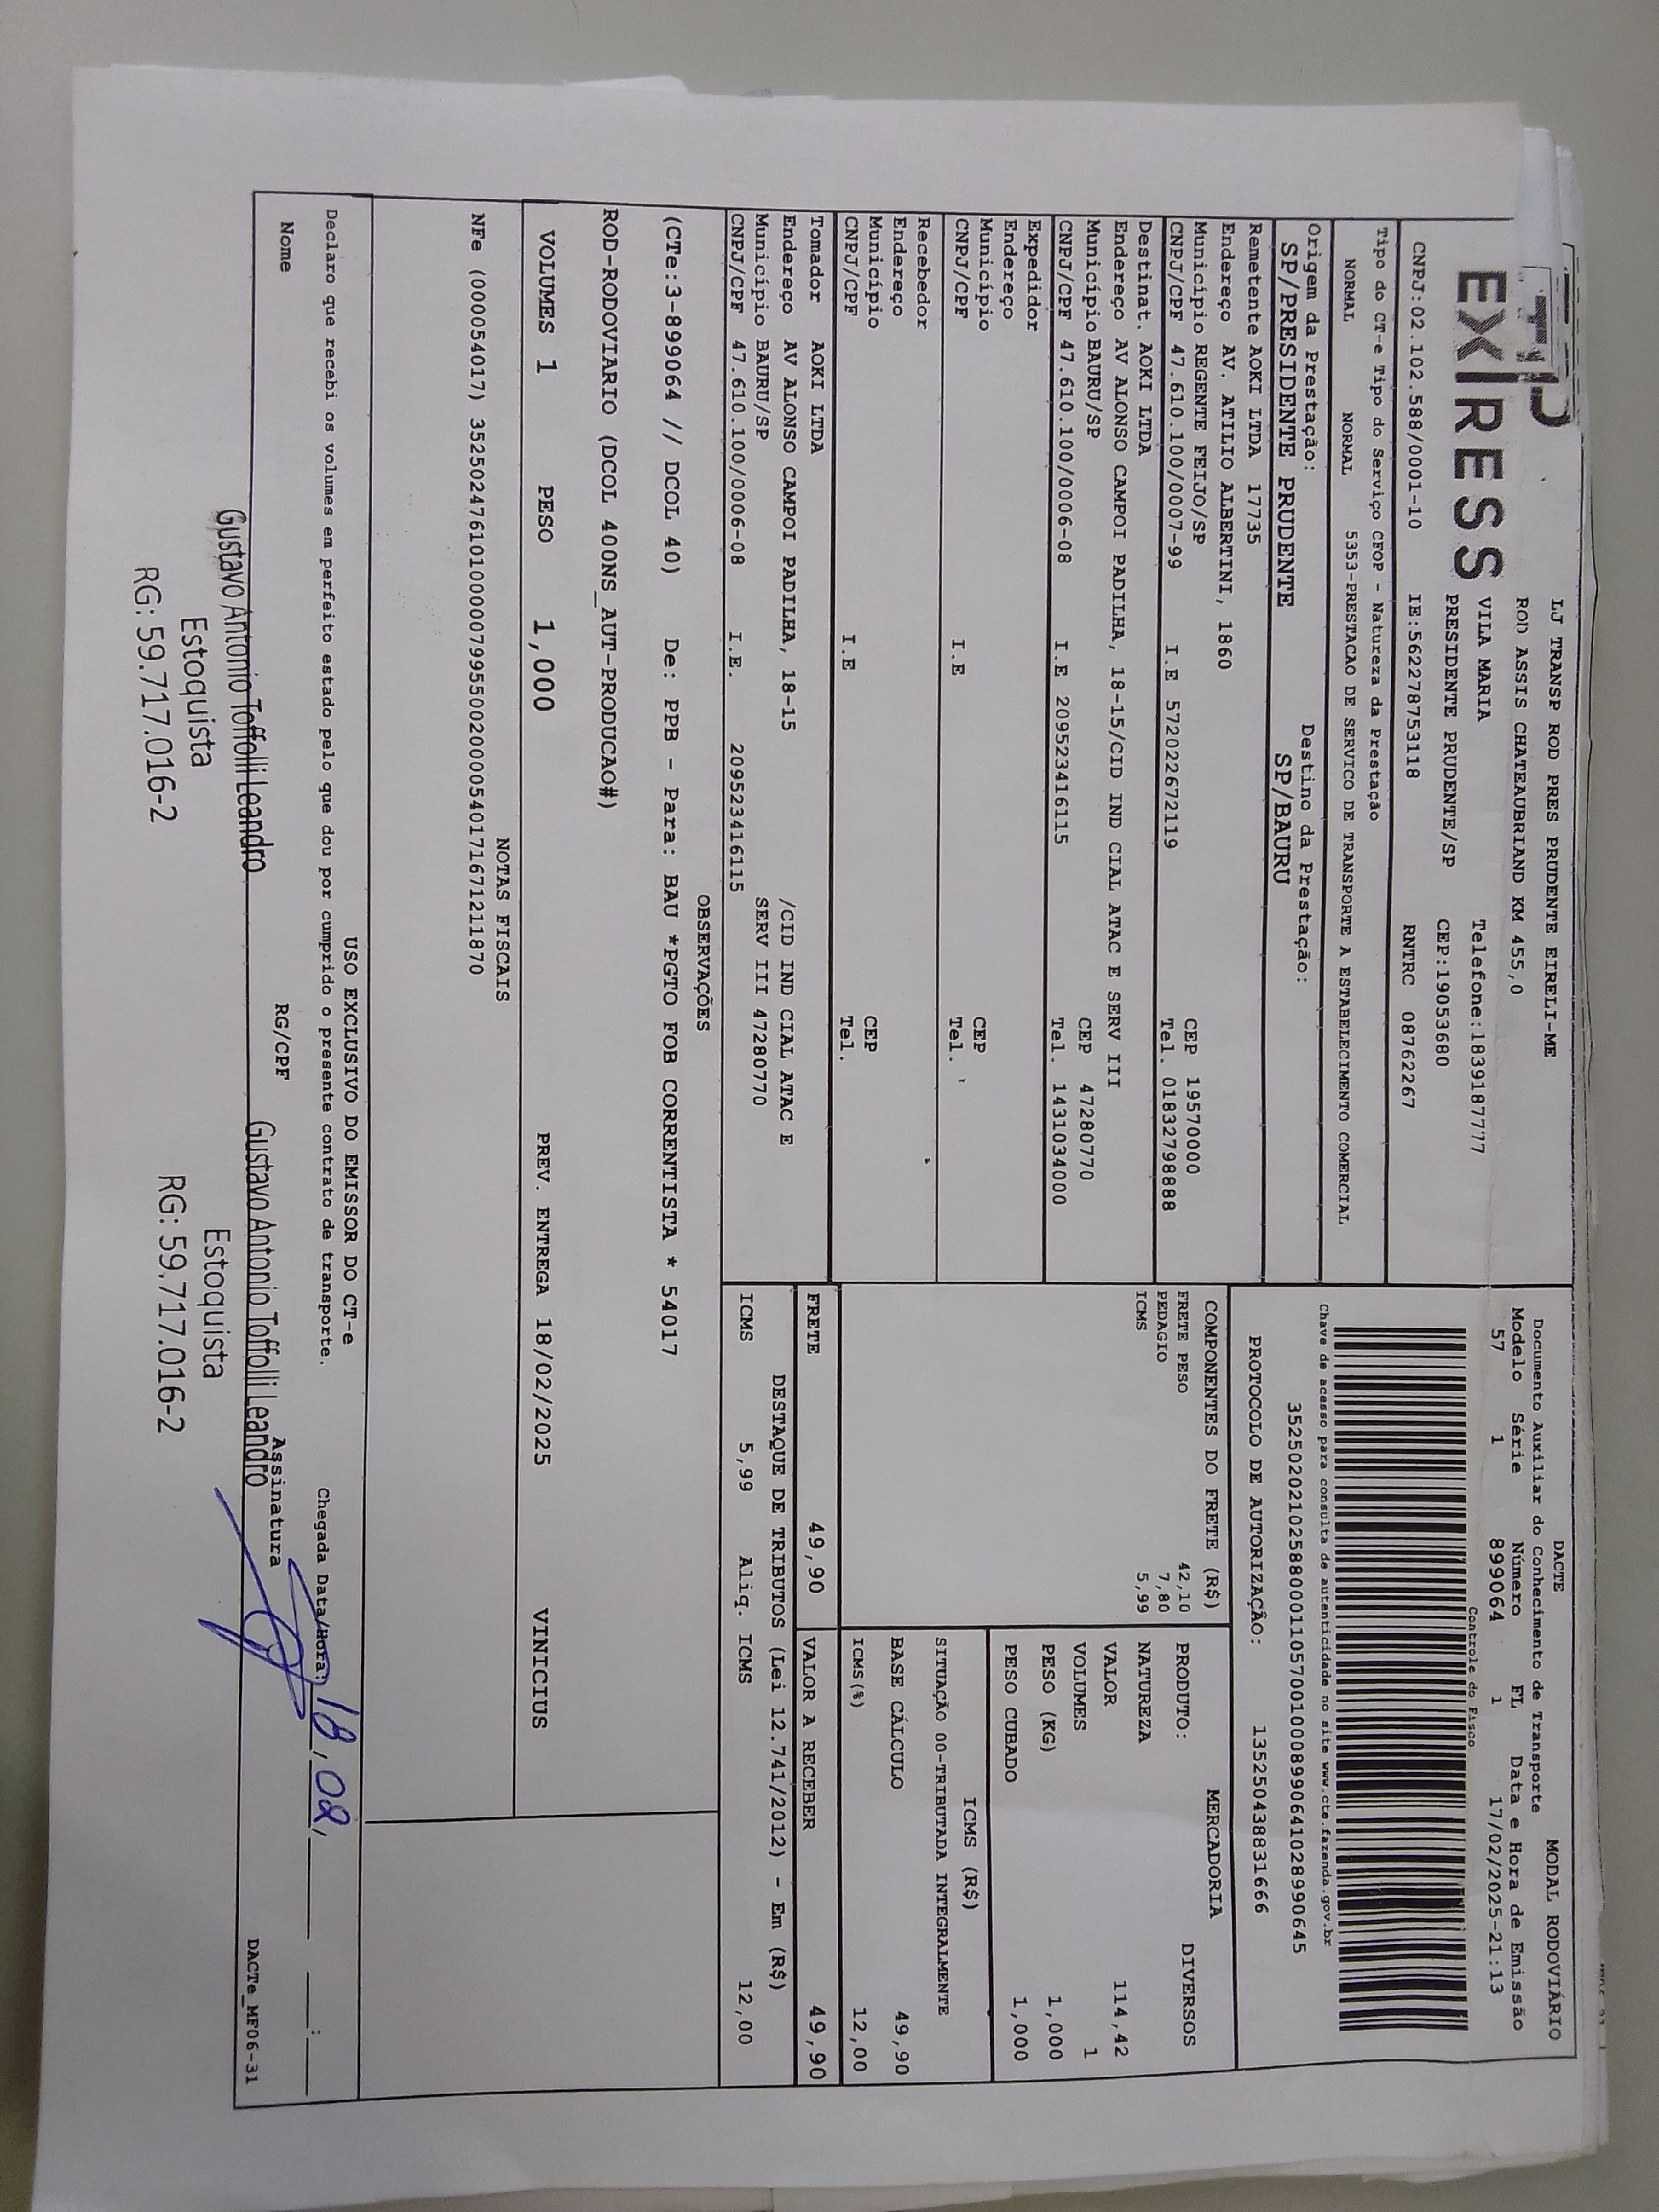 EXPRESS
LJ TRANSP ROD PRES PRUDENTE EIRELI-ME
ROD ASSIS CHATEAUBRIAND KM 455,0
VILA MARIA Telefone:1839187777
PRESIDENTE PRUDENTE/SP CEP:19053680
CNPJ:02.102.588/0001-10 IE:562278753118 RNTRC 08762267
DACTE MODAL RODOVIÁRIO
Documento Auxiliar do Conhecimento de Transporte
Modelo Série Número FL Data e Hora de Emissão
57 1 899064 1 17/02/2025-21:13
Controle do Fisco
Chave de acesso para consulta de autenticidade no site www.cte.fazenda.gov.br
35250202102588000110570010008990641028990645
PROTOCOLO DE AUTORIZAÇÃO: 135250438831666
Tipo do CT-e Tipo do Serviço CFOP - Natureza da Prestação
NORMAL NORMAL 5353-PRESTACAO DE SERVICO DE TRANSPORTE A ESTABELECIMENTO COMERCIAL
Origem da Prestação: Destino da Prestação:
SP/PRESIDENTE PRUDENTE SP/BAURU
Remetente AOKI LTDA 17735
Endereço AV. ATILIO ALBERTINI, 1860
Município REGENTE FEIJO/SP CEP 19570000
CNPJ/CPF 47.610.100/0007-99 I.E 572022672119 Tel. 01832798888
Destinat. AOKI LTDA
Endereço AV ALONSO CAMPOI PADILHA, 18-15/CID IND CIAL ATAC E SERV III
Município BAURU/SP CEP 47280770
CNPJ/CPF 47.610.100/0006-08 I.E 209523416115 Tel. 1431034000
Expedidor
Endereço
Município CEP
CNPJ/CPF I.E Tel.
Recebedor
Endereço
Município CEP
CNPJ/CPF I.E Tel.
Tomador AOKI LTDA
Endereço AV ALONSO CAMPOI PADILHA, 18-15 /CID IND CIAL ATAC E
Município BAURU/SP SERV III 47280770
CNPJ/CPF 47.610.100/0006-08 I.E. 209523416115
COMPONENTES DO FRETE (R$)
FRETE PESO 42,10
PEDAGIO 7,80
ICMS 5,99
MERCADORIA
PRODUTO: DIVERSOS
NATUREZA
VALOR 114,42
VOLUMES 1
PESO (KG) 1,000
PESO CUBADO 1,000
ICMS (R$)
SITUAÇÃO 00-TRIBUTADA INTEGRALMENTE
BASE CÁLCULO 49,90
ICMS(%) 12,00
FRETE 49,90 VALOR A RECEBER 49,90
DESTAQUE DE TRIBUTOS (Lei 12.741/2012) - Em (R$)
ICMS 5,99 Aliq. ICMS 12,00
OBSERVAÇÕES
(CTe:3-899064 // DCOL 40) De: PPB - Para: BAU *PGTO FOB CORRENTISTA * 54017
ROD-RODOVIARIO (DCOL 400NS_AUT-PRODUCAO#)
VOLUMES 1 PESO 1,000 PREV. ENTREGA 18/02/2025 VINICIUS
NOTAS FISCAIS
NFe (000054017) 35250247610100000799550020000540171671211870
USO EXCLUSIVO DO EMISSOR DO CT-e
Declaro que recebi os volumes em perfeito estado pelo que dou por cumprido o presente contrato de transporte. Chegada Data/Hora: 18,02,
Nome RG/CPF Assinatura
Gustavo Antonio Toffolli Leandro Gustavo Antonio Toffolli Leandro
Estoquista Estoquista
RG: 59.717.016-2 RG: 59.717.016-2
DACTe_MF06-31